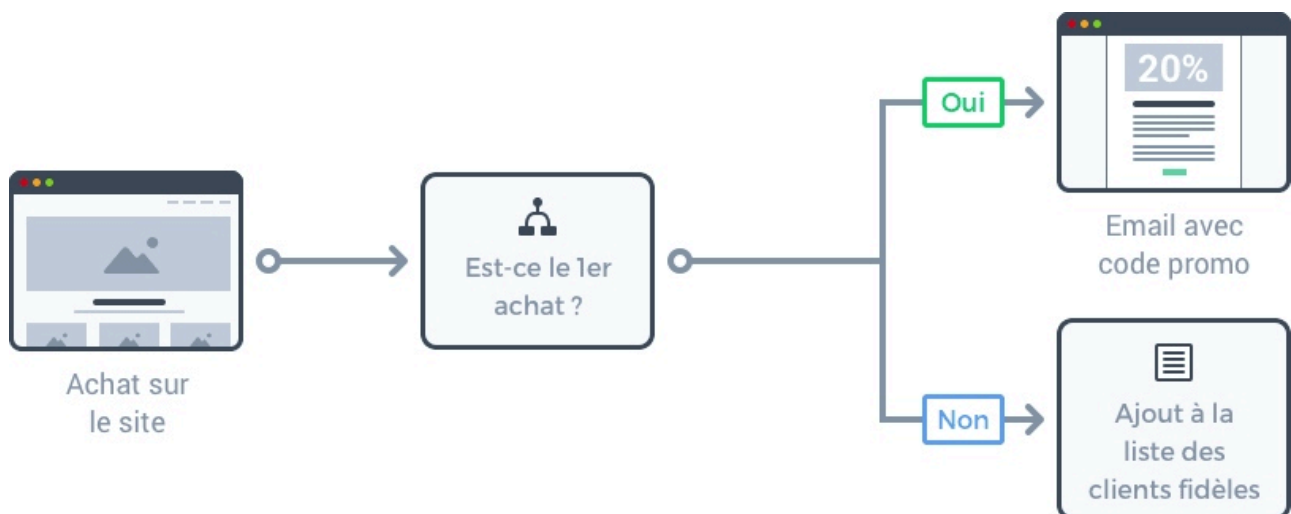 Achat sur
le site
Est-ce le 1er
achat ?
Oui
20%
Email avec
code promo
Non
Ajout à la
liste des
clients fidèles